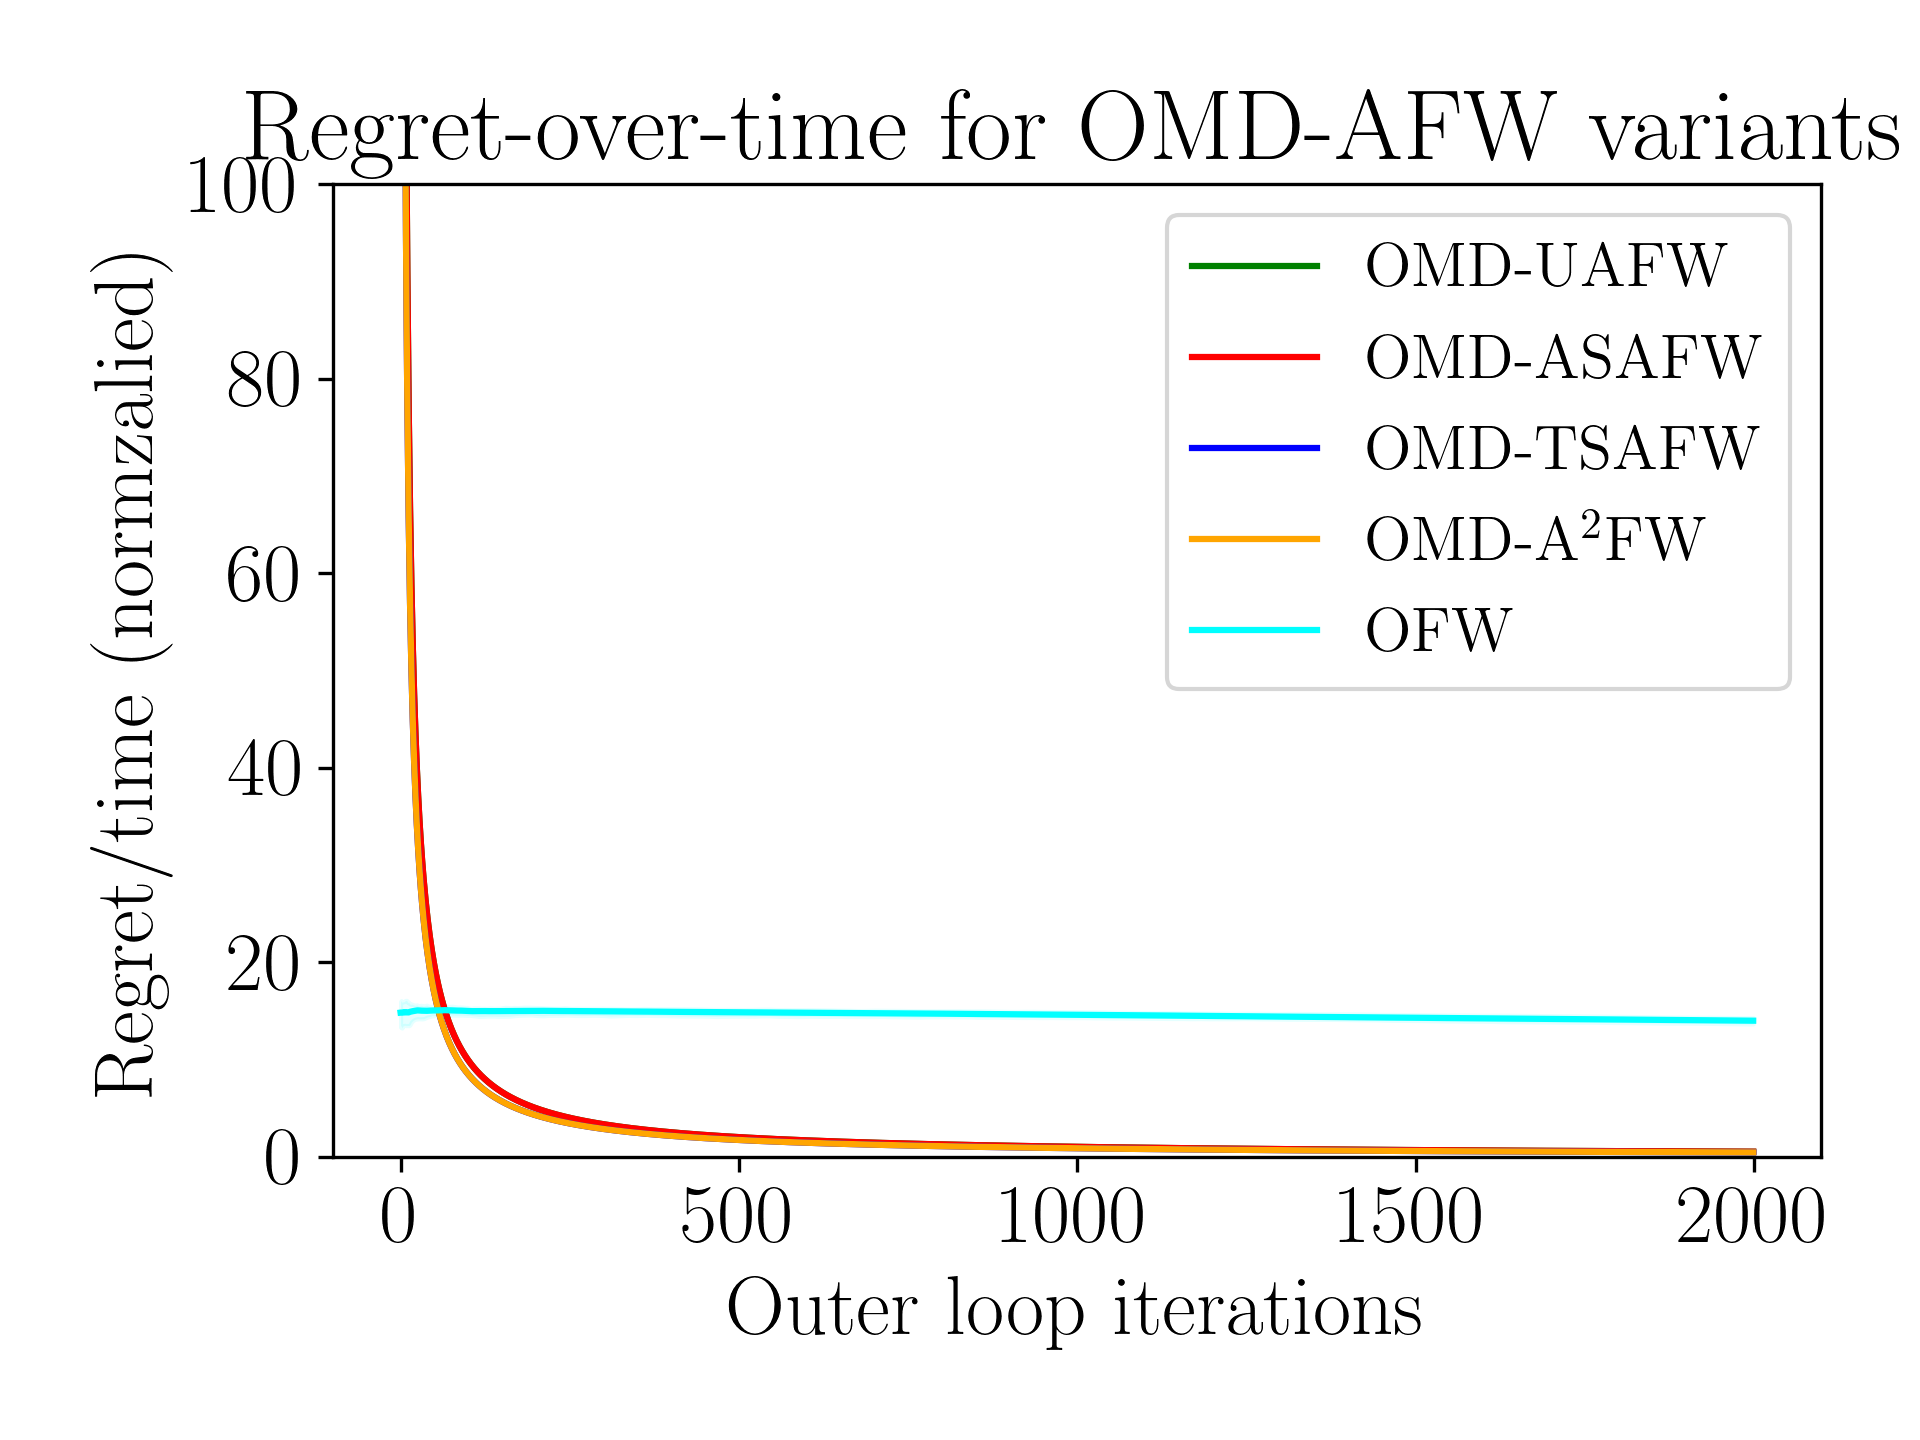 Regret-over-time for OMD-AFW variants
Regret/time (normzalied)
100
80
60
40
20
0
OMD-UAFW
OMD-ASAFW
OMD-TSAFW
OMD-A²FW
OFW
0 500 1000 1500 2000
Outer loop iterations